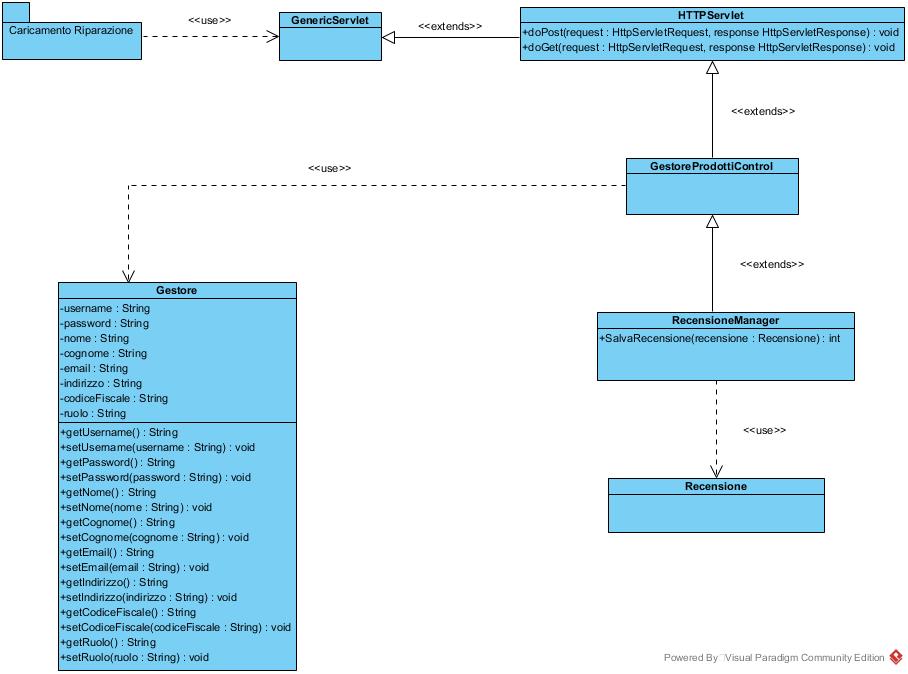 Caricamento Riparazione
<<use>>
GenericServlet
<<extends>>
HTTPServlet
+doPost(request : HttpServletRequest, response HttpServletResponse) : void
+doGet(request : HttpServletRequest, response HttpServletResponse) : void
<<extends>>
<<use>>
GestoreProdottiControl
<<extends>>
Gestore
-username : String
-password : String
-nome : String
-cognome : String
-email : String
-indirizzo : String
-codiceFiscale : String
-ruolo : String
+getUsername() : String
+setUsername(username : String) : void
+getPassword() : String
+setPassword(password : String) : void
+getNome() : String
+setNome(nome : String) : void
+getCognome() : String
+setCognome(cognome : String) : void
+getEmail() : String
+setEmail(email : String) : void
+getIndirizzo() : String
+setIndirizzo(indirizzo : String) : void
+getCodiceFiscale() : String
+setCodiceFiscale(codiceFiscale : String) : void
+getRuolo() : String
+setRuolo(ruolo : String) : void
RecensioneManager
+SalvaRecensione(recensione : Recensione) : int
<<use>>
Recensione
Powered By Visual Paradigm Community Edition